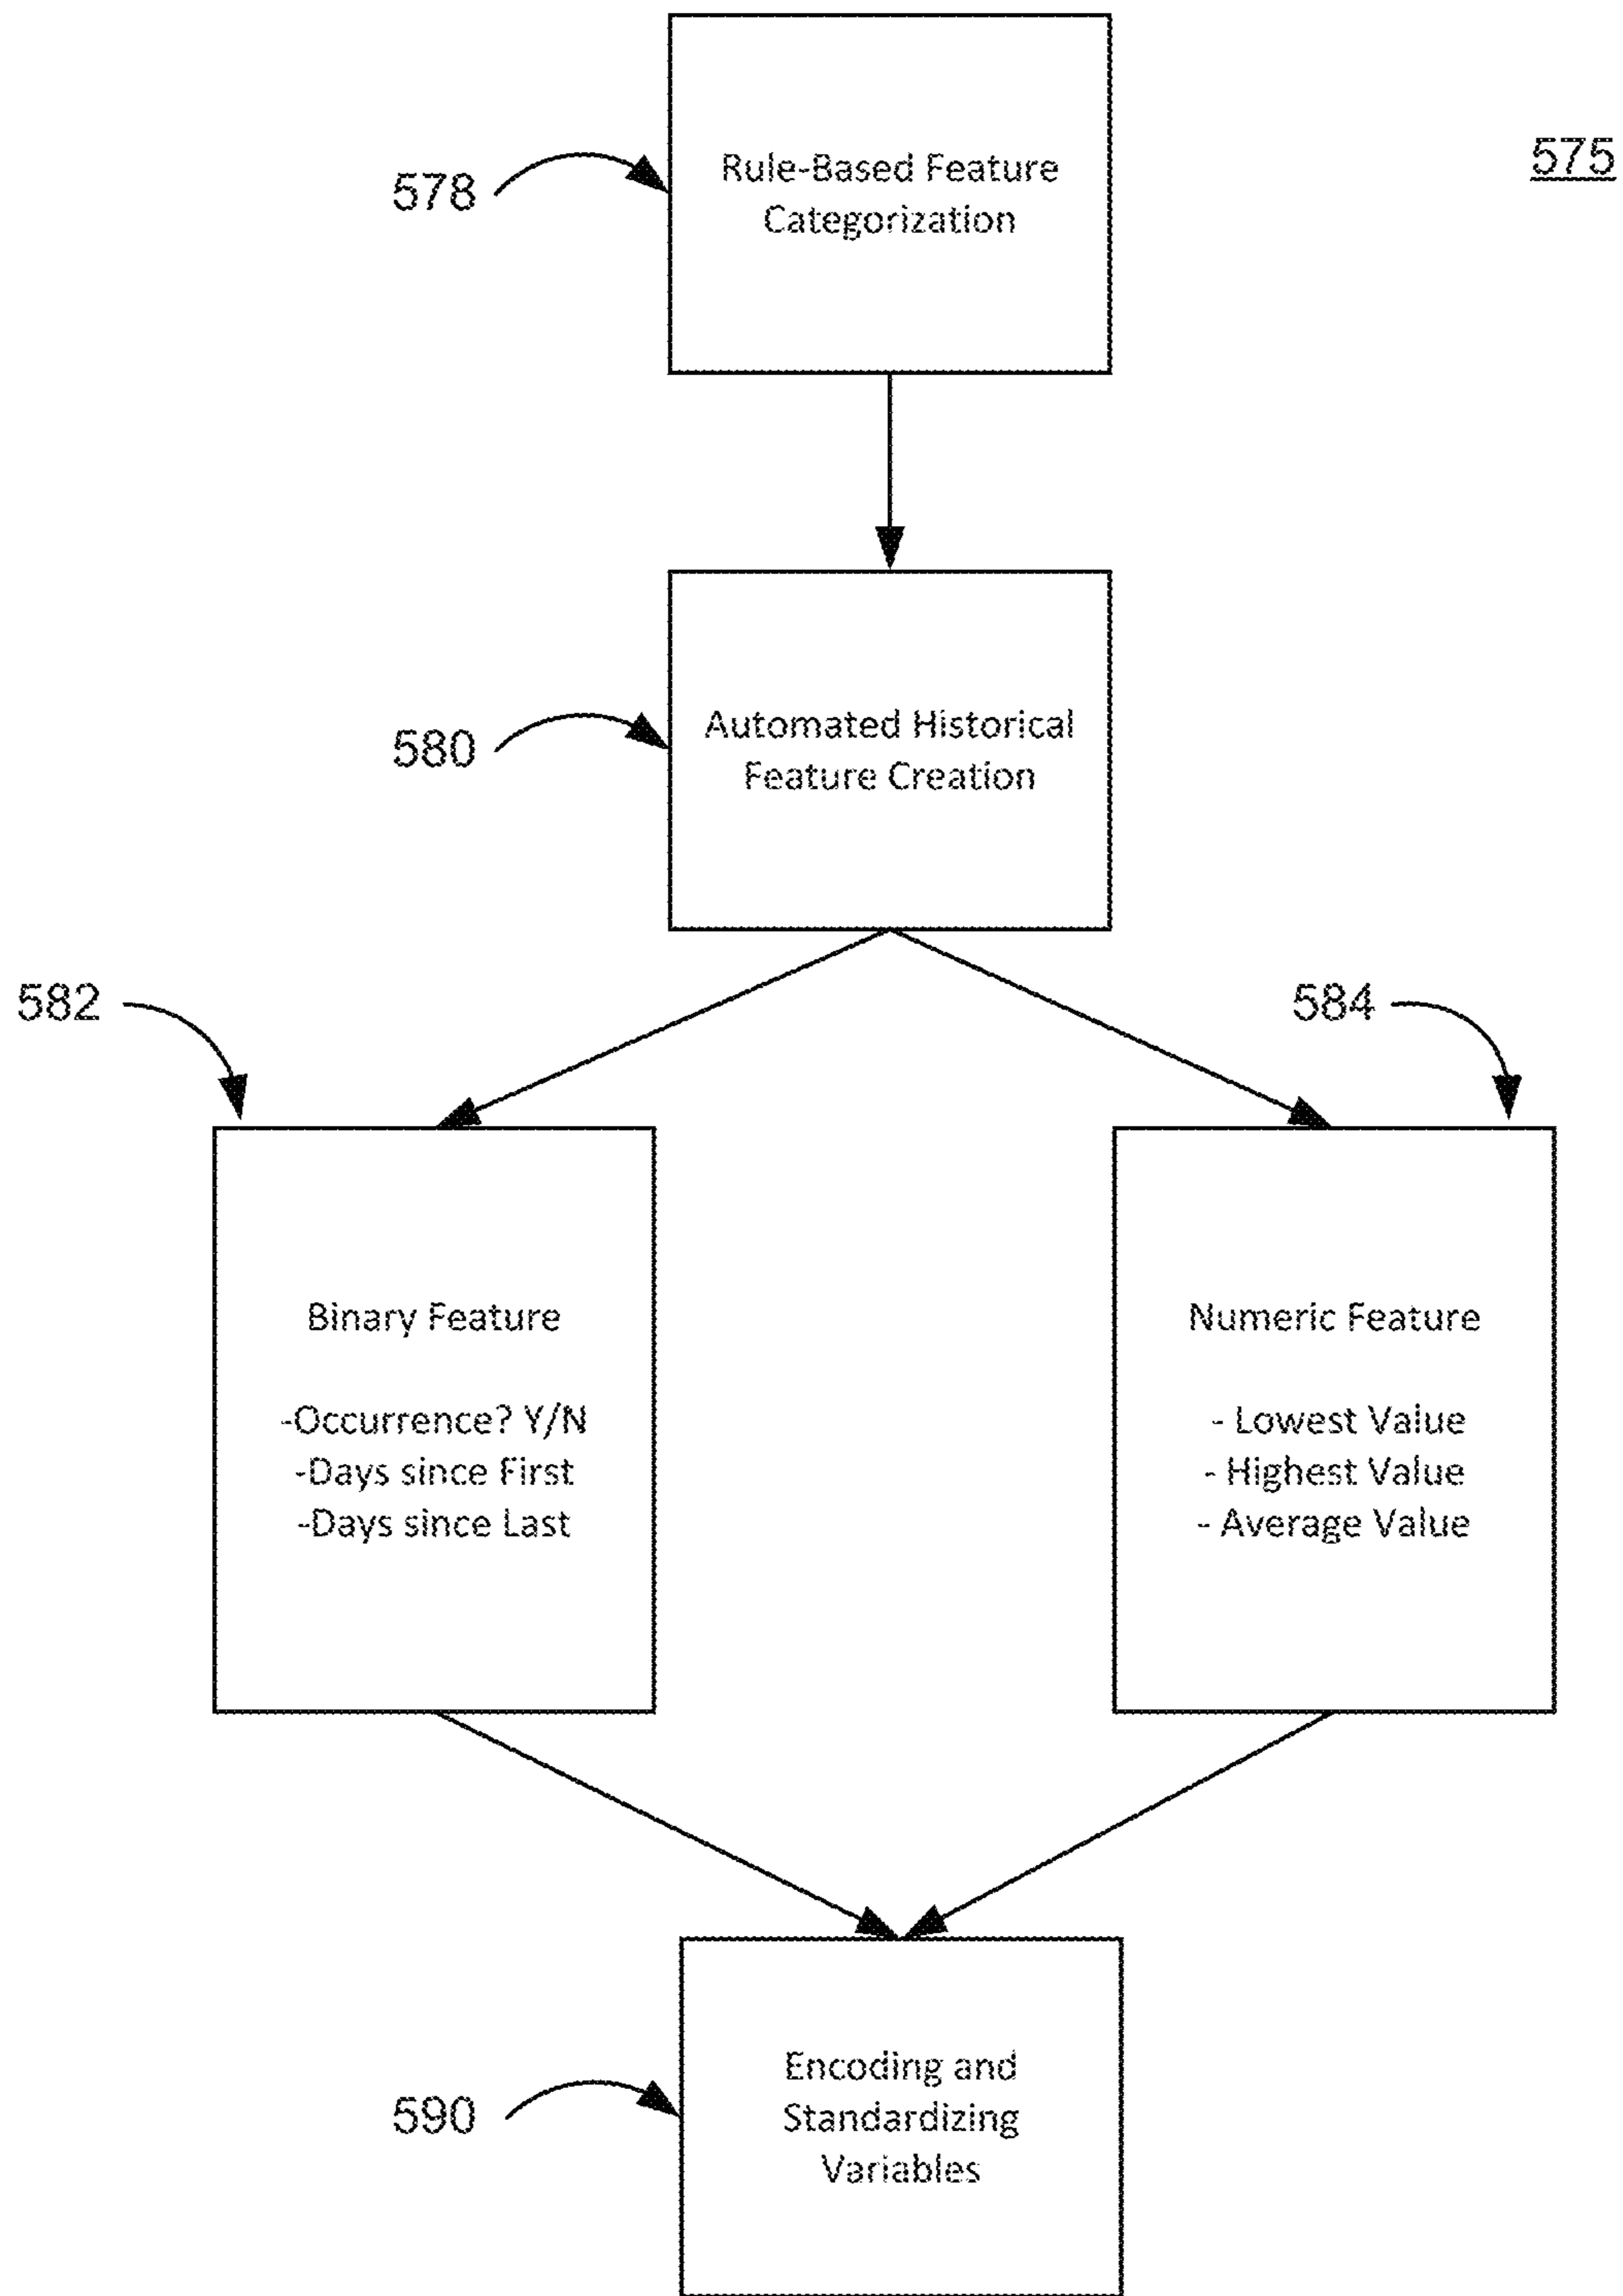 575
578
Rule-Based Feature
Categorization
580
Automated Historical
Feature Creation
582
584
Binary Feature
-Occurrence? Y/N
-Days since First
-Days since Last
Numeric Feature
- Lowest Value
- Highest Value
- Average Value
590
Encoding and
Standardizing
Variables